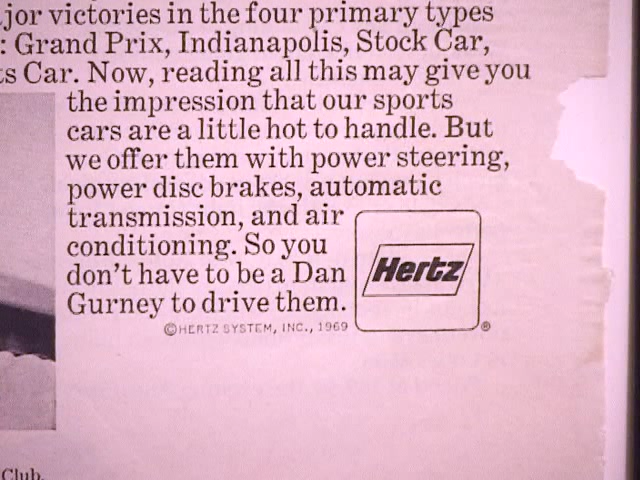 jor victories in the four primary types
: Grand Prix, Indianapolis, Stock Car,
s Car. Now, reading all this may give you
the impression that our sports
cars are a little hot to handle. But
we offer them with power steering,
power disc brakes, automatic
transmission, and air
conditioning. So you
don't have to be a Dan
Gurney to drive them.
Hertz
®
©HERTZ SYSTEM, INC., 1969
Club.